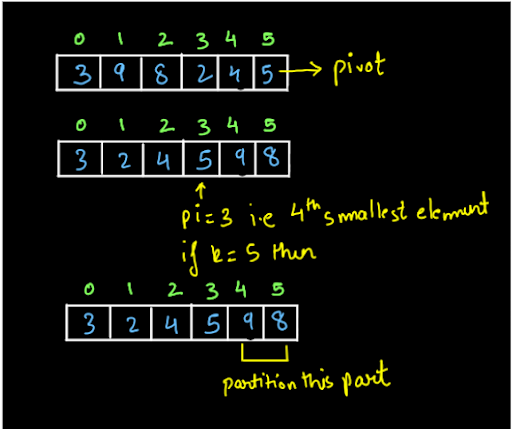 0 1 2 3 4 5
3 9 8 2 4 5 → pivot
0 1 2 3 4 5
3 2 4 5 9 8
pi=3 i.e 4th smallest element
if k=5 then
0 1 2 3 4 5
3 2 4 5 9 8
partition this part